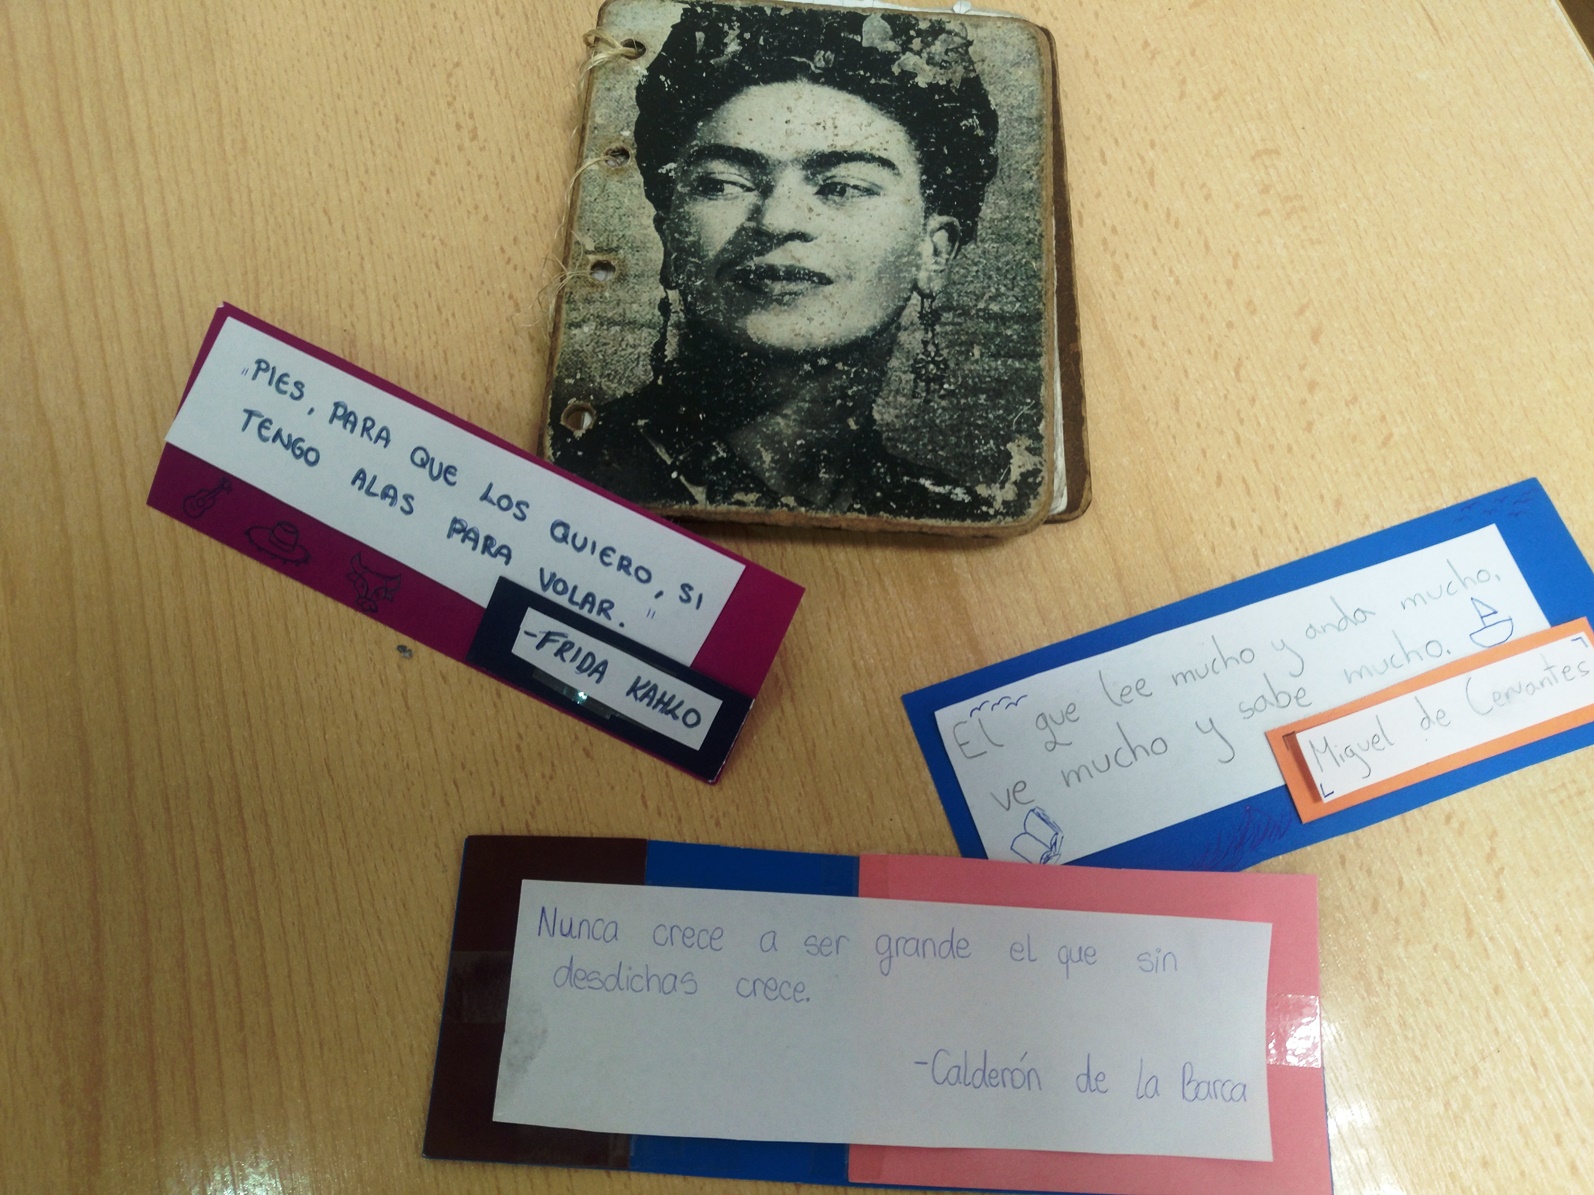 "PIES, PARA QUE LOS QUIERO, SI
TENGO ALAS PARA VOLAR."
-FRIDA KAHLO
El que lee mucho y anda mucho,
ve mucho y sabe mucho.
Miguel de Cervantes
Nunca crece a ser grande el que sin
desdichas crece.
-Calderón de la Barca